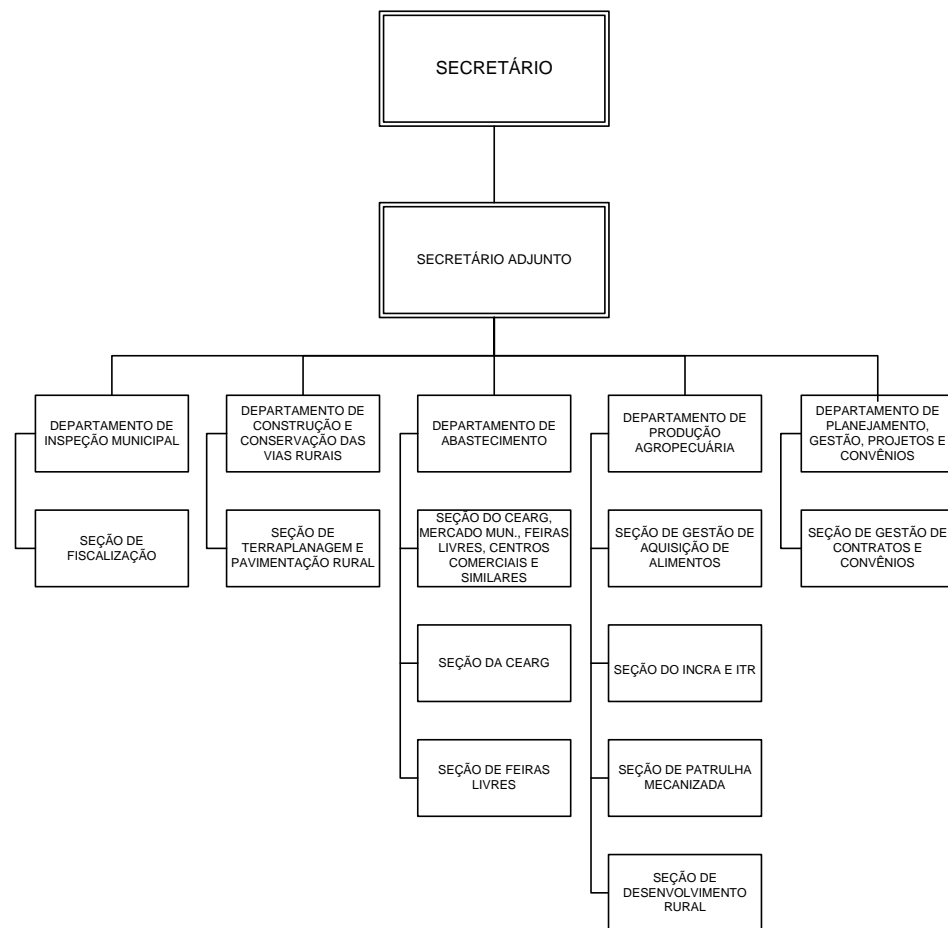 SECRETÁRIO
SECRETÁRIO ADJUNTO
DEPARTAMENTO DE
INSPEÇÃO MUNICIPAL
DEPARTAMENTO DE
CONSTRUÇÃO E
CONSERVAÇÃO DAS
VIAS RURAIS
DEPARTAMENTO DE
ABASTECIMENTO
DEPARTAMENTO DE
PRODUÇÃO
AGROPECUÁRIA
DEPARTAMENTO DE
PLANEJAMENTO,
GESTÃO, PROJETOS E
CONVÊNIOS
SEÇÃO DE
FISCALIZAÇÃO
SEÇÃO DE
TERRAPLANAGEM E
PAVIMENTAÇÃO RURAL
SEÇÃO DO CEARG,
MERCADO MUN., FEIRAS
LIVRES, CENTROS
COMERCIAIS E
SIMILARES
SEÇÃO DE GESTÃO DE
AQUISIÇÃO DE
ALIMENTOS
SEÇÃO DE GESTÃO DE
CONTRATOS E
CONVÊNIOS
SEÇÃO DA CEARG
SEÇÃO DO INCRA E ITR
SEÇÃO DE FEIRAS
LIVRES
SEÇÃO DE PATRULHA
MECANIZADA
SEÇÃO DE
DESENVOLVIMENTO
RURAL